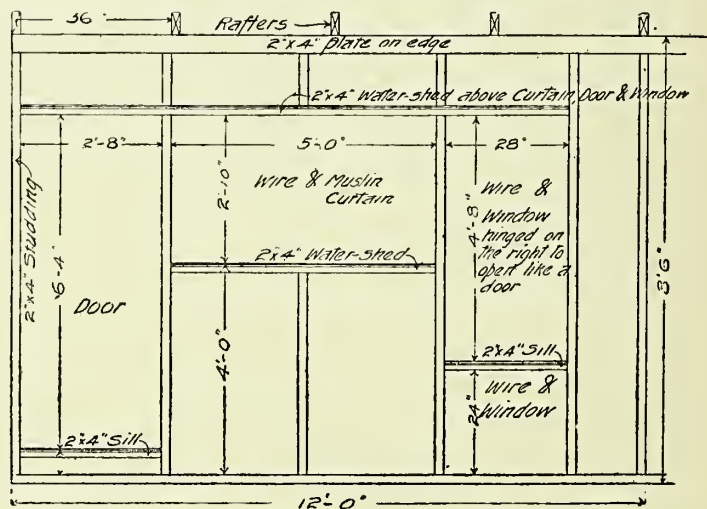 36
Rafters
2"x4" Plate on edge
2"x4" Water-shed above Curtain, Door & Window
2'-8"
5'-0"
28"
Wire & Muslin
Curtain
2'-10"
Wire &
Window
hinged on
the right to
open like a
door
4'-8"
8'6"
2"x4" Studding
6'-4"
Door
2"x4" Water-shed
4'-0"
2"x4" Sill
Wire &
Window
24"
2"x4" Sill
12'-0"